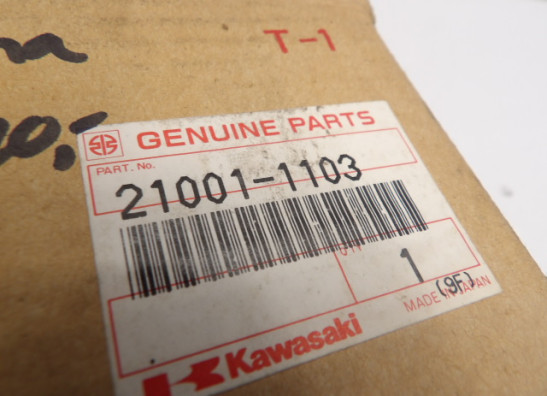 T-1
GENUINE PARTS
PART. No.
21001-1103
1
(9F)
MADE IN JAPAN
Kawasaki